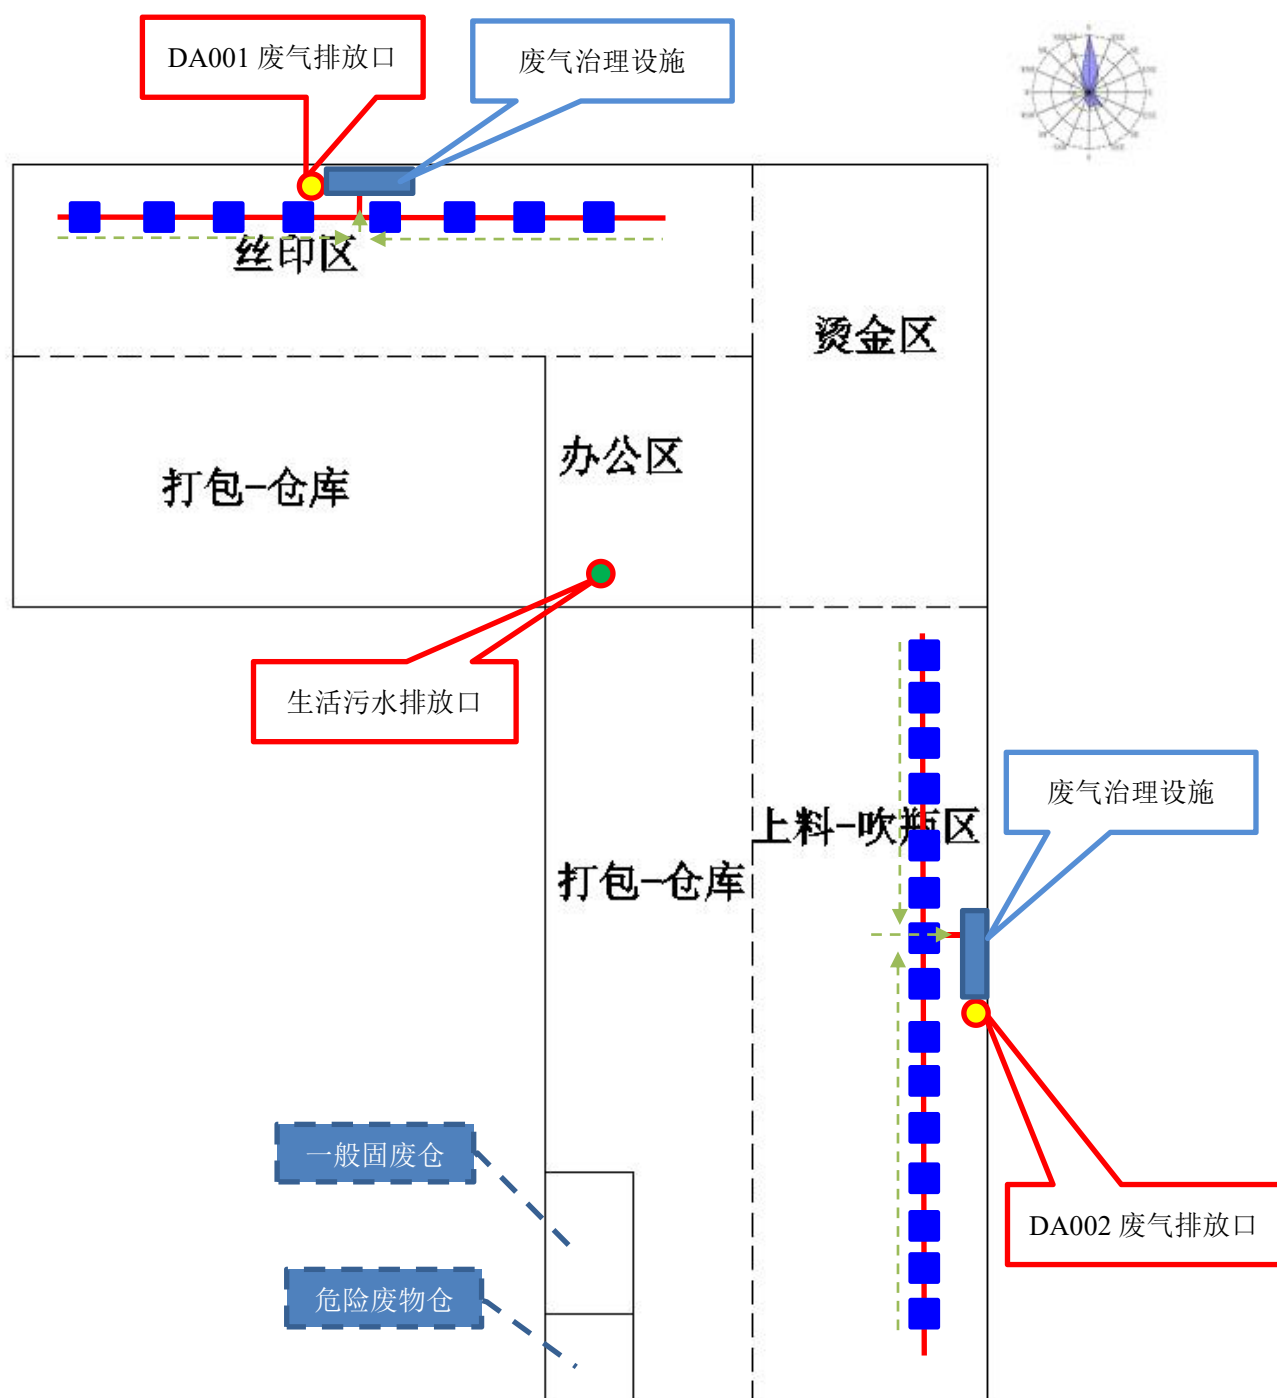 DA001 废气排放口
废气治理设施
丝印区
烫金区
办公区
打包-仓库
生活污水排放口
废气治理设施
上料-吹瓶区
打包-仓库
一般固废仓
DA002 废气排放口
危险废物仓